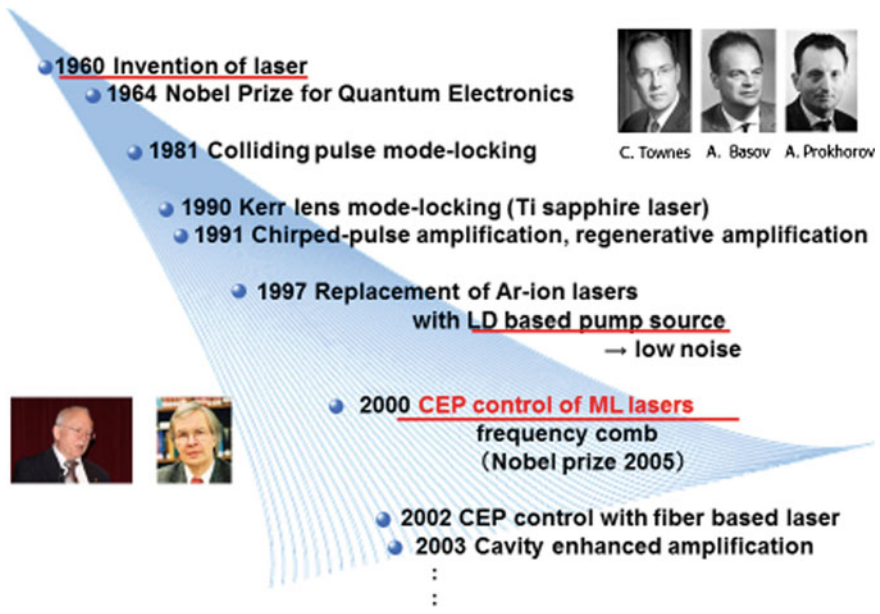 1960 Invention of laser
1964 Nobel Prize for Quantum Electronics
C. Townes A. Basov A. Prokhorov
1981 Colliding pulse mode-locking
1990 Kerr lens mode-locking (Ti sapphire laser)
1991 Chirped-pulse amplification, regenerative amplification
1997 Replacement of Ar-ion lasers
with LD based pump source
→ low noise
2000 CEP control of ML lasers
frequency comb
(Nobel prize 2005)
2002 CEP control with fiber based laser
2003 Cavity enhanced amplification
:
: